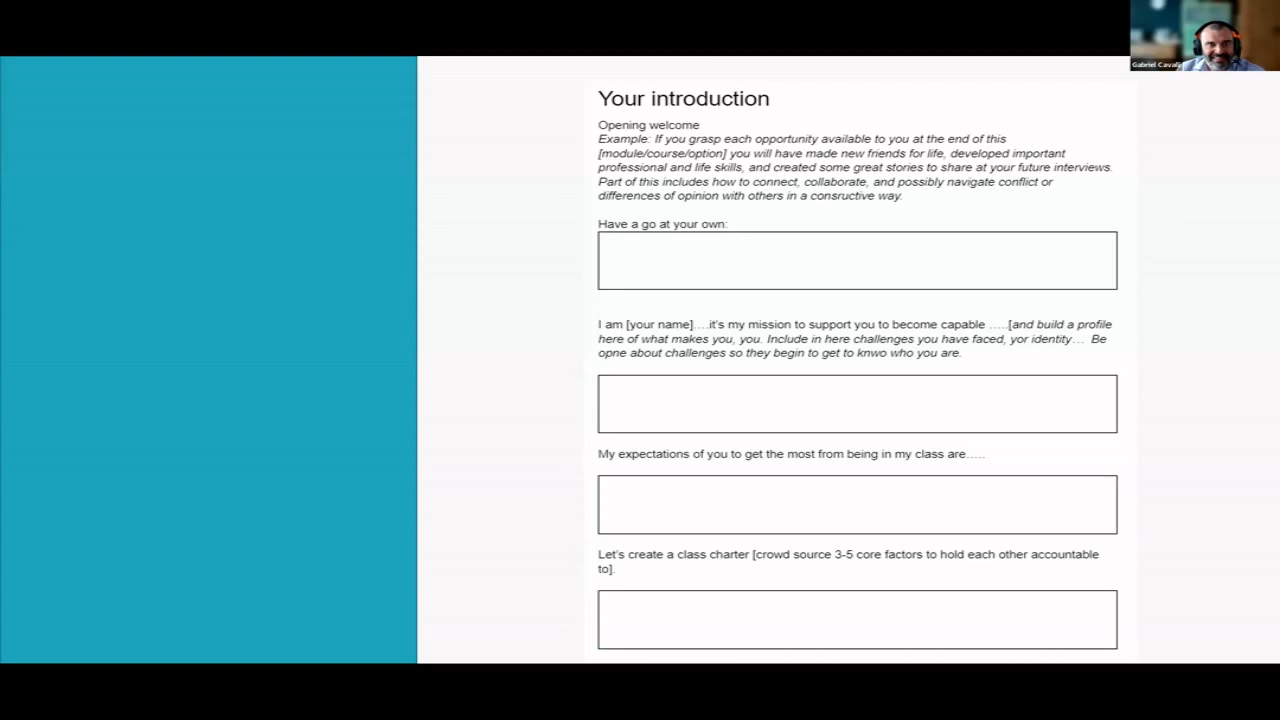 Gabriel Cavalli
Your introduction
Opening welcome
Example: If you grasp each opportunity available to you at the end of this
[module/course/option] you will have made new friends for life, developed important
professional and life skills, and created some great stories to share at your future interviews.
Part of this includes how to connect, collaborate, and possibly navigate conflict or
differences of opinion with others in a consructive way.
Have a go at your own:
I am [your name]....it's my mission to support you to become capable .....[and build a profile
here of what makes you, you. Include in here challenges you have faced, yor identity... Be
opne about challenges so they begin to get to knwo who you are.
My expectations of you to get the most from being in my class are.....
Let's create a class charter [crowd source 3-5 core factors to hold each other accountable
to].